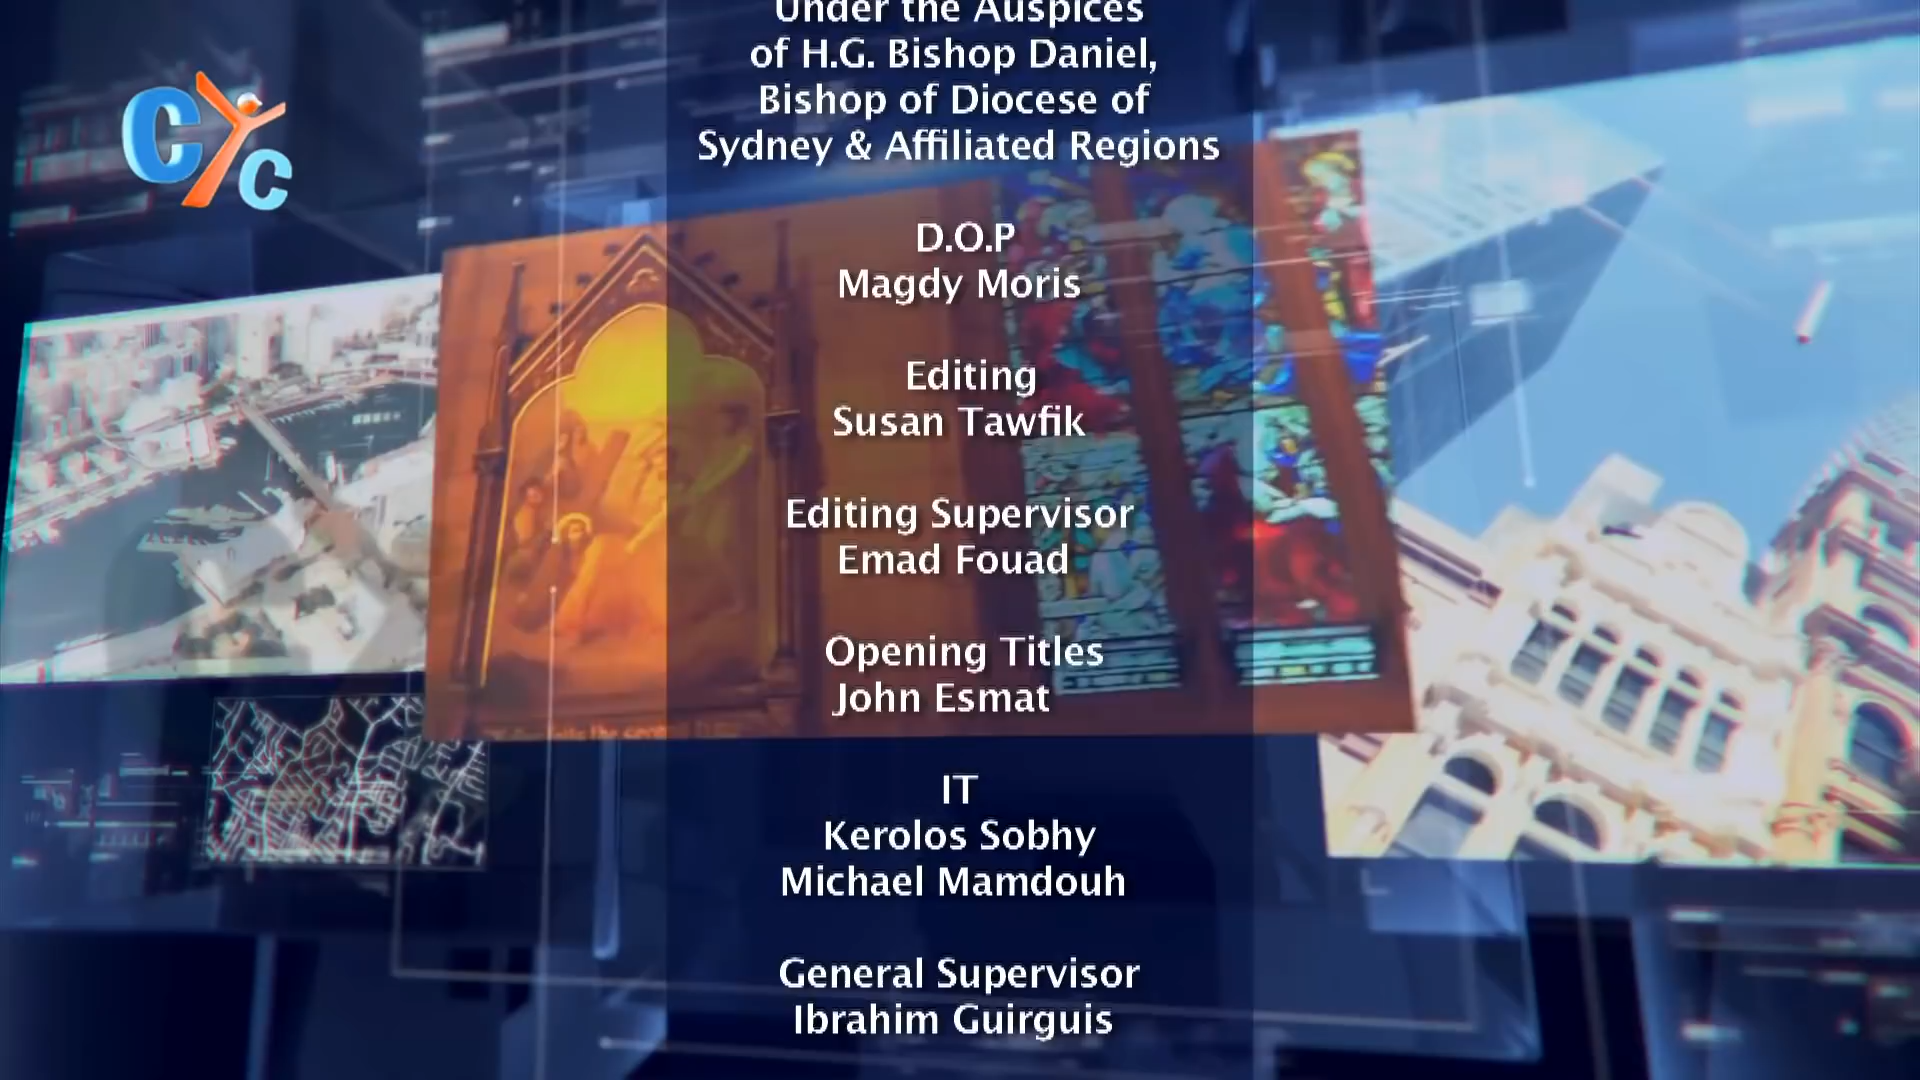 Under the Auspices
of H.G. Bishop Daniel,
Bishop of Diocese of
Sydney & Affiliated Regions
CYC
D.O.P
Magdy Moris
Editing
Susan Tawfik
Editing Supervisor
Emad Fouad
Opening Titles
John Esmat
IT
Kerolos Sobhy
Michael Mamdouh
General Supervisor
Ibrahim Guirguis